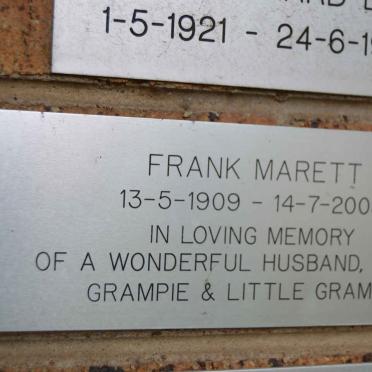 1-5-1921 - 24-6-19
FRANK MARETT
13-5-1909 - 14-7-200
IN LOVING MEMORY
OF A WONDERFUL HUSBAND,
GRAMPIE & LITTLE GRAM